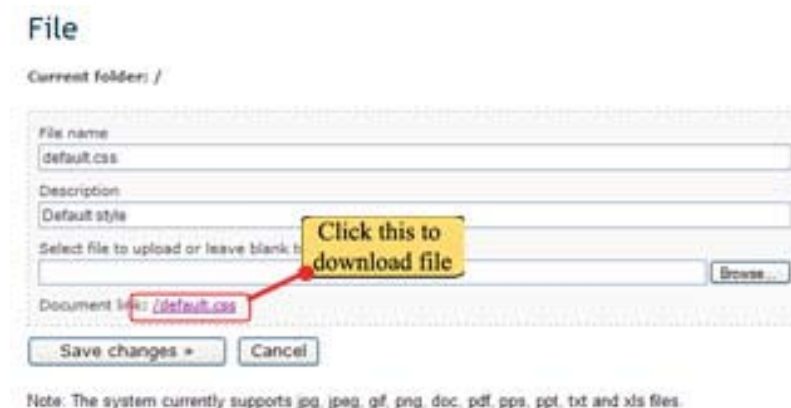 File
Current folder: /
File name
default.css
Description
Default style
Click this to
download file
Select file to upload or leave blank
Browse...
Document link: /default.css
Save changes »
Cancel
Note: The system currently supports jpg, jpeg, gif, png, doc, pdf, pps, ppt, txt and xls files.